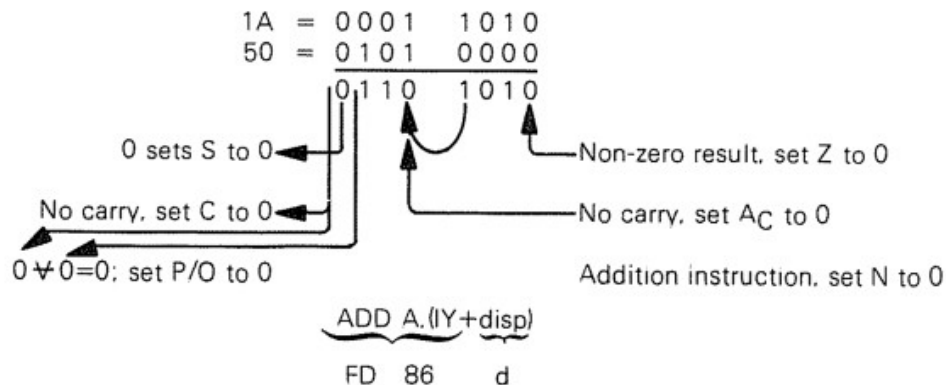 1A = 0001 1010
50 = 0101 0000
0110 1010
0 sets S to 0
Non-zero result, set Z to 0
No carry, set C to 0
No carry, set AC to 0
0 ⊻ 0=0; set P/O to 0
Addition instruction, set N to 0
ADD A,(IY+disp)
FD 86 d